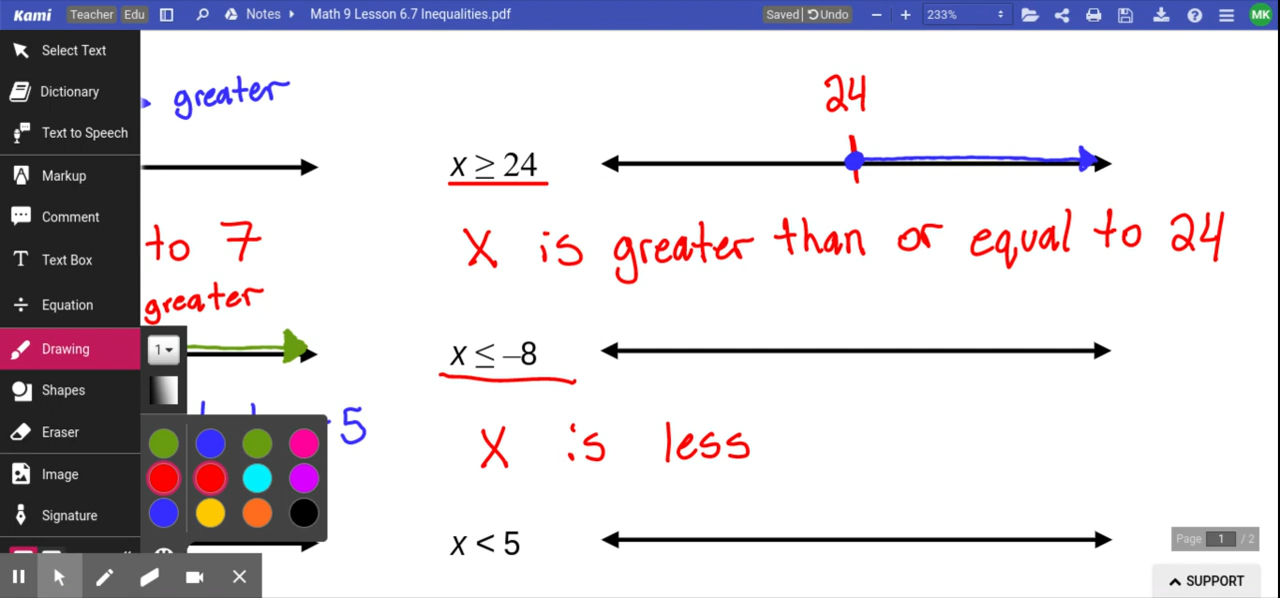 Kami Teacher Edu Notes Math 9 Lesson 6.7 Inequalities.pdf Saved Undo − + 233% MK
Select Text
Dictionary
Text to Speech
Markup
Comment
Text Box
Equation
Drawing
Shapes
Eraser
Image
Signature
1
greater
24
x ≥ 24
to 7
x is greater than or equal to 24
greater
x ≤ –8
5
x is less
x < 5
Page 1 / 2
SUPPORT